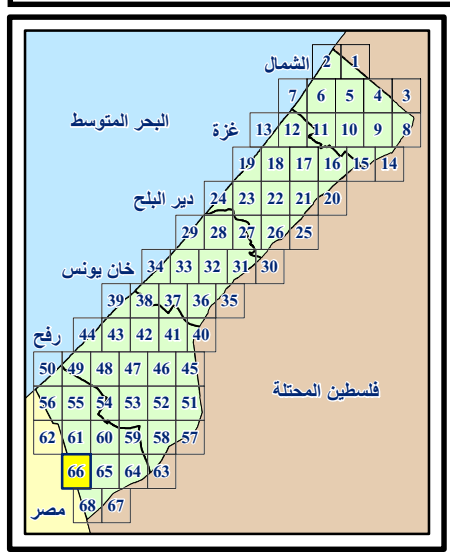 الشمال 2 1
7 6 5 4 3
البحر المتوسط
غزة 13 12 11 10 9 8
19 18 17 16 15 14
دير البلح 24 23 22 21 20
29 28 27 26 25
خان يونس 34 33 32 31 30
39 38 37 36 35
رفح 44 43 42 41 40
50 49 48 47 46 45
فلسطين المحتلة
56 55 54 53 52 51
62 61 60 59 58 57
66 65 64 63
مصر 68 67